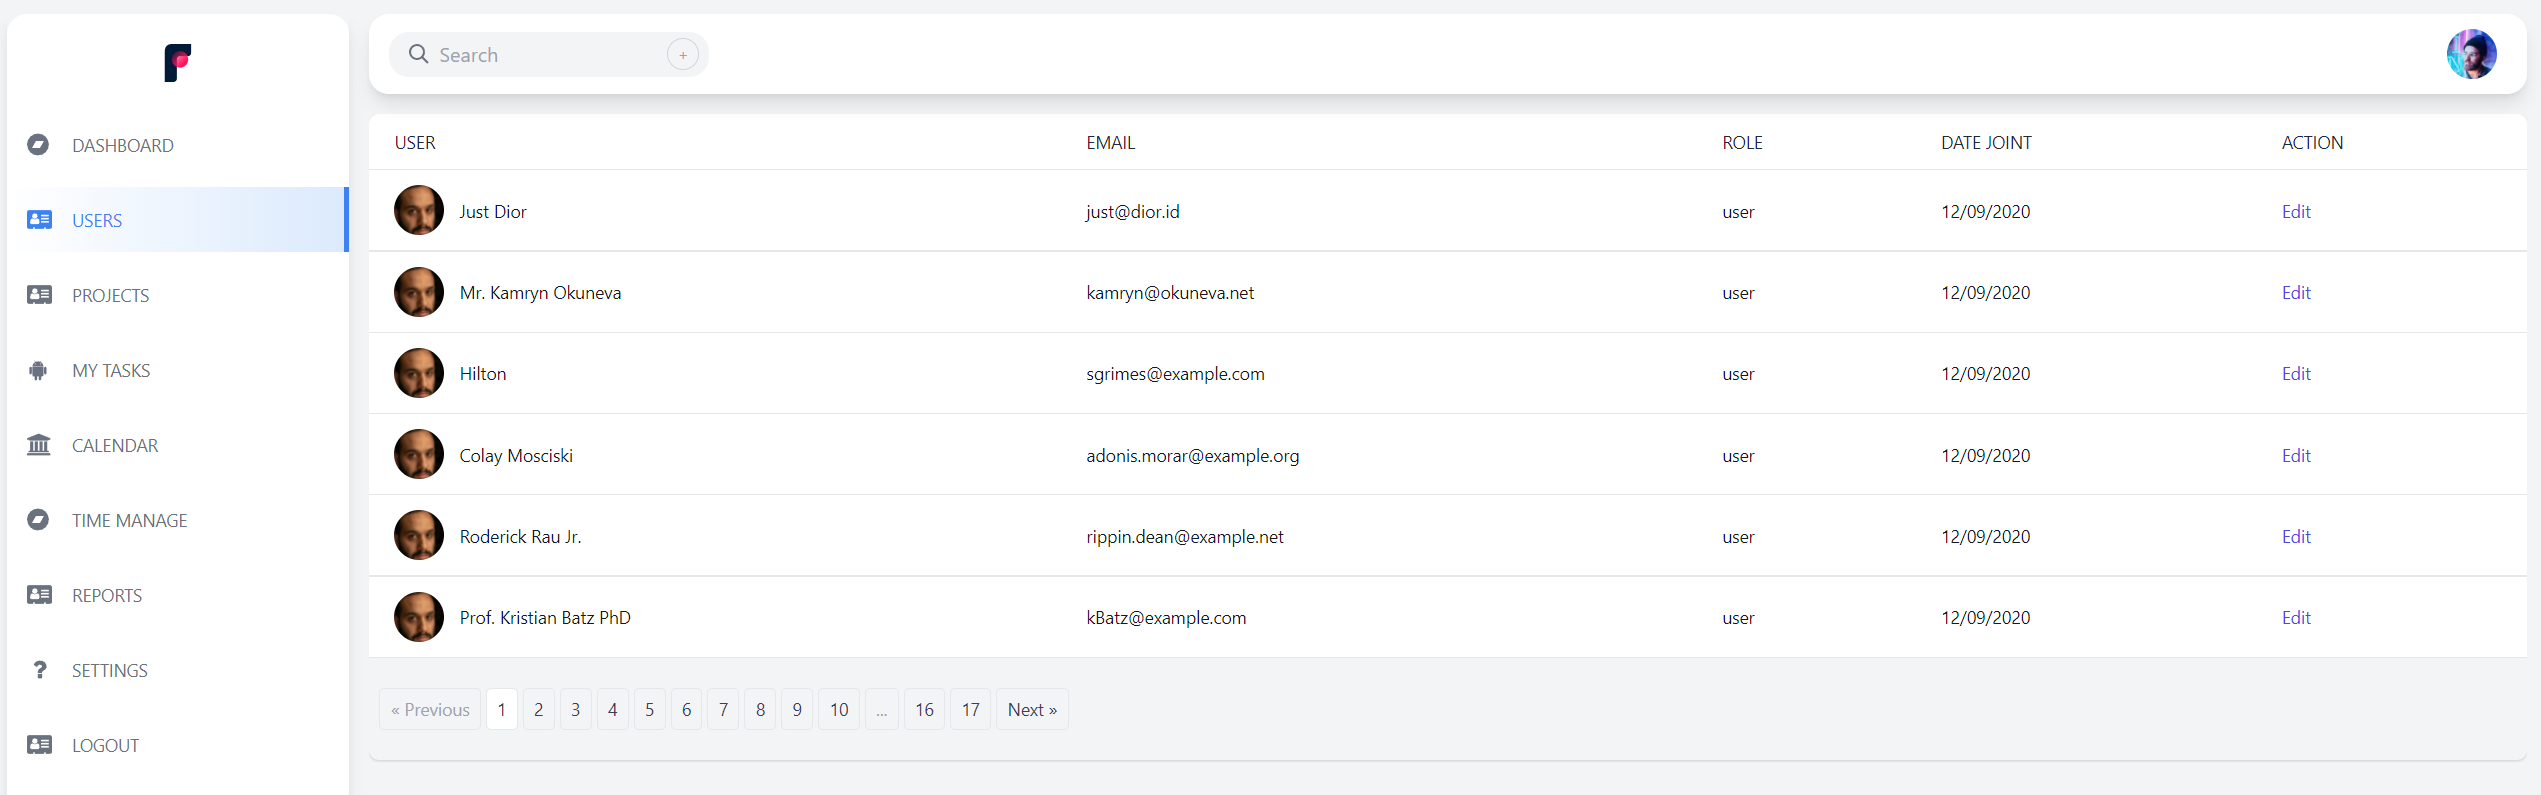 Search +
DASHBOARD
USERS
PROJECTS
MY TASKS
CALENDAR
TIME MANAGE
REPORTS
SETTINGS
LOGOUT
USER EMAIL ROLE DATE JOINT ACTION
Just Dior just@dior.id user 12/09/2020 Edit
Mr. Kamryn Okuneva kamryn@okuneva.net user 12/09/2020 Edit
Hilton sgrimes@example.com user 12/09/2020 Edit
Colay Mosciski adonis.morar@example.org user 12/09/2020 Edit
Roderick Rau Jr. rippin.dean@example.net user 12/09/2020 Edit
Prof. Kristian Batz PhD kBatz@example.com user 12/09/2020 Edit
« Previous 1 2 3 4 5 6 7 8 9 10 ... 16 17 Next »